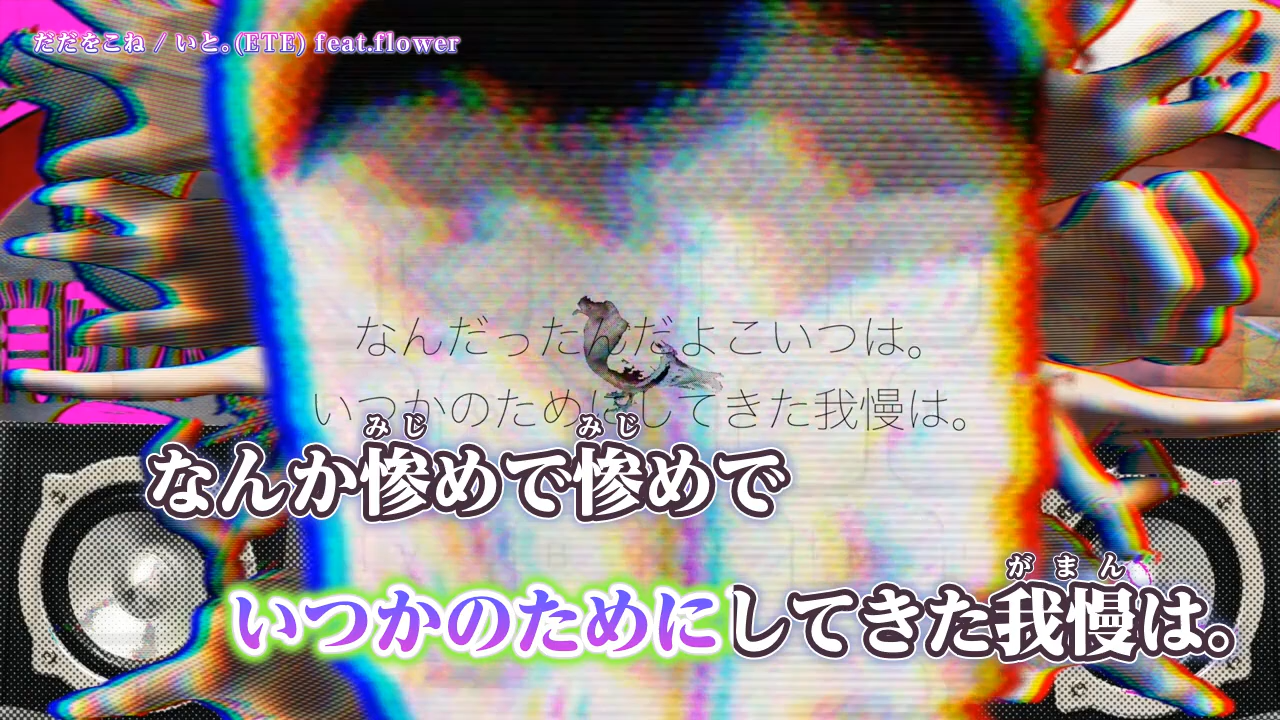 だだをこね / いと。(ETE) feat.flower
なんだったんだよこいつは。
いつかのためにしてきた我慢は。
みじ みじ
なんか惨めで惨めで
がまん
いつかのためにしてきた我慢は。